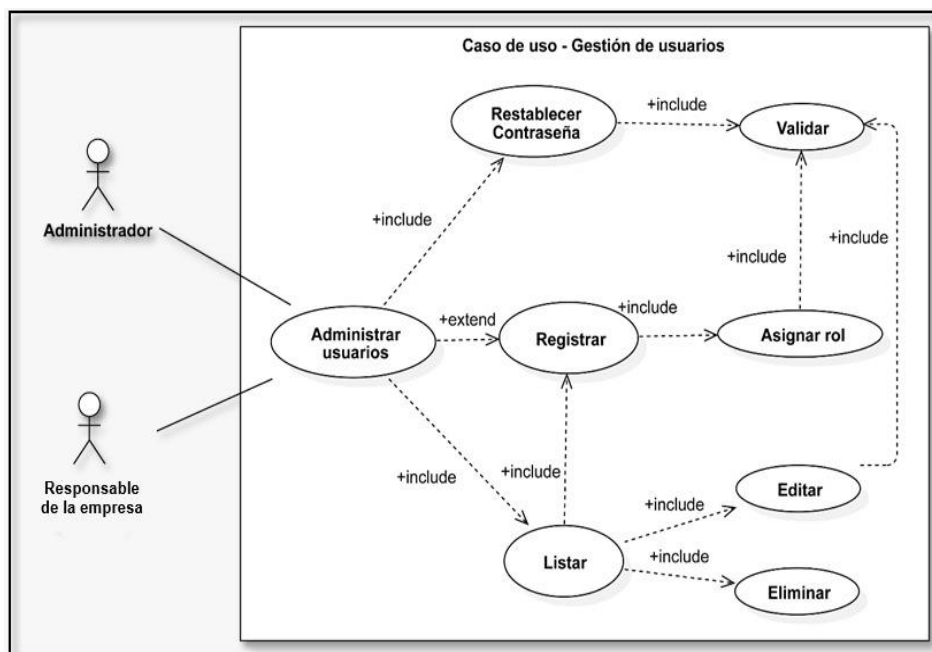 Caso de uso - Gestión de usuarios
Restablecer
Contraseña
+include
Validar
Administrador
+include
+include
+include
Administrar
usuarios
+extend
Registrar
+include
Asignar rol
Responsable
de la empresa
+include
+include
+include
Editar
Listar
+include
Eliminar